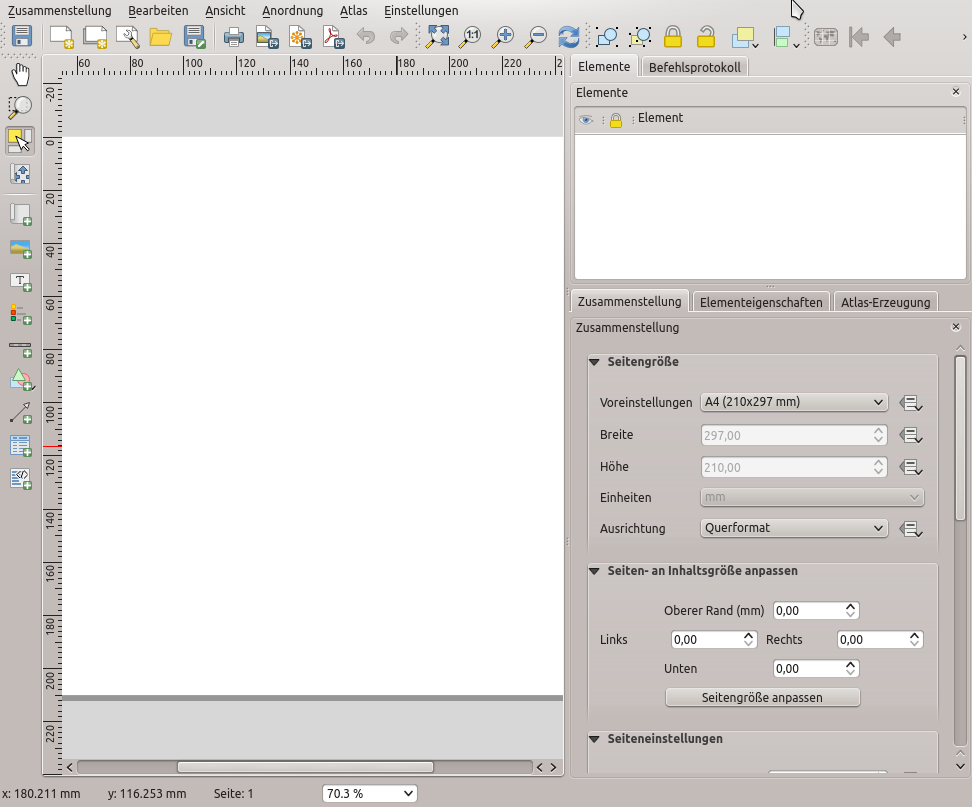 Zusammenstellung Bearbeiten Ansicht Anordnung Atlas Einstellungen
1:1
60 80 100 120 140 160 180 200 220 2
-20
0
20
40
60
80
100
120
140
160
180
200
220
T
Elemente Befehlsprotokoll
Elemente
Element
Zusammenstellung Elementeigenschaften Atlas-Erzeugung
Zusammenstellung
Seitengröße
Voreinstellungen A4 (210x297 mm)
Breite 297,00
Höhe 210,00
Einheiten mm
Ausrichtung Querformat
Seiten- an Inhaltsgröße anpassen
Oberer Rand (mm) 0,00
Links 0,00 Rechts 0,00
Unten 0,00
Seitengröße anpassen
Seiteneinstellungen
x: 180.211 mm y: 116.253 mm Seite: 1 70.3 %